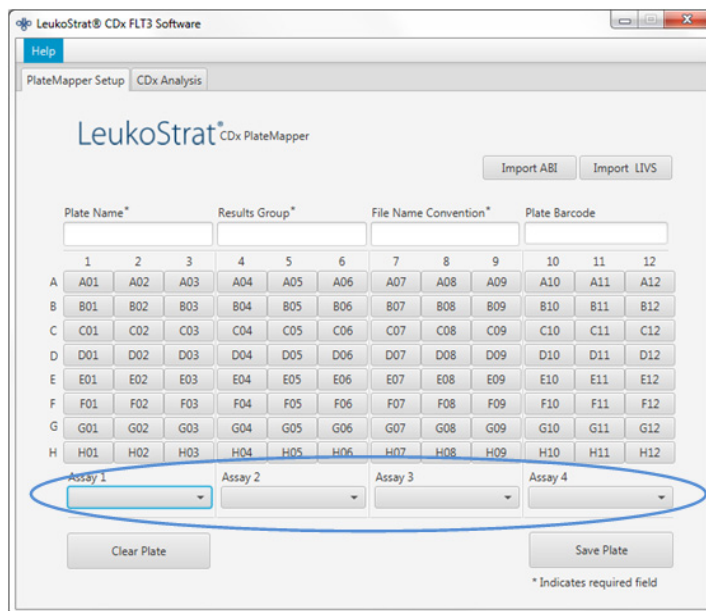 LeukoStrat® CDx FLT3 Software
Help
PlateMapper Setup CDx Analysis
LeukoStrat® CDx PlateMapper
Import ABI Import LIVS
Plate Name* Results Group* File Name Convention* Plate Barcode
1 2 3 4 5 6 7 8 9 10 11 12
A A01 A02 A03 A04 A05 A06 A07 A08 A09 A10 A11 A12
B B01 B02 B03 B04 B05 B06 B07 B08 B09 B10 B11 B12
C C01 C02 C03 C04 C05 C06 C07 C08 C09 C10 C11 C12
D D01 D02 D03 D04 D05 D06 D07 D08 D09 D10 D11 D12
E E01 E02 E03 E04 E05 E06 E07 E08 E09 E10 E11 E12
F F01 F02 F03 F04 F05 F06 F07 F08 F09 F10 F11 F12
G G01 G02 G03 G04 G05 G06 G07 G08 G09 G10 G11 G12
H H01 H02 H03 H04 H05 H06 H07 H08 H09 H10 H11 H12
Assay 1 Assay 2 Assay 3 Assay 4
Clear Plate Save Plate
* Indicates required field